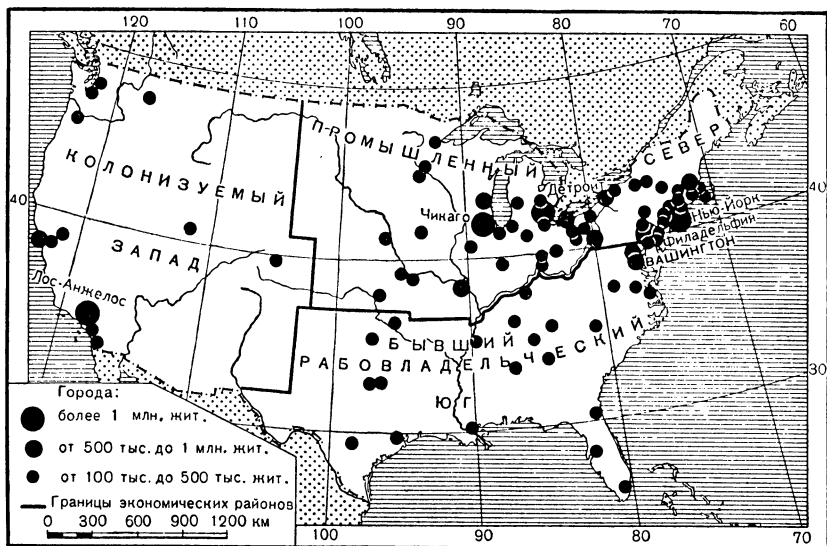 120
110
100
90
80
70
60
ПРОМЫШЛЕННЫЙ
СЕВЕР
КОЛОНИЗУЕМЫЙ
ЗАПАД
Детройт
Чикаго
40
40
Нью-Йорк
Филадельфия
ВАШИНГТОН
Лос-Анжелос
БЫВШИЙ
РАБОВЛАДЕЛЬЧЕСКИЙ
ЮГ
30
Города:
более 1 млн. жит.
от 500 тыс. до 1 млн. жит.
от 100 тыс. до 500 тыс. жит.
Границы экономических районов
0 300 600 900 1200 км
100
90
80
70